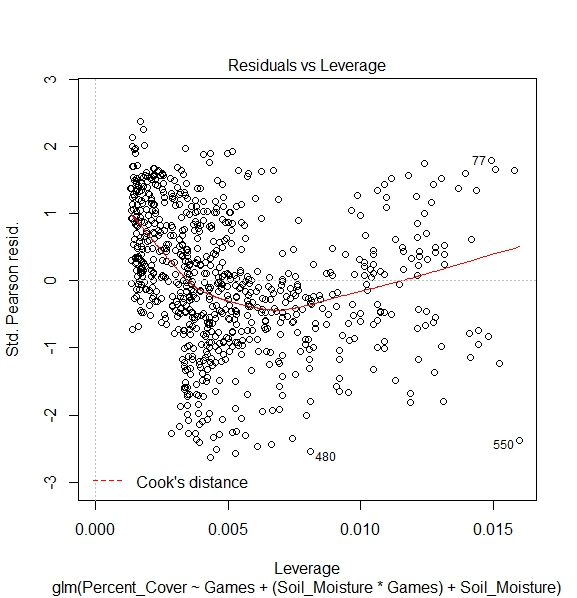 Residuals vs Leverage
3
2
1
0
-1
-2
-3
Std. Pearson resid.
77
550
480
Cook's distance
0.000 0.005 0.010 0.015
Leverage
glm(Percent_Cover ~ Games + (Soil_Moisture * Games) + Soil_Moisture)